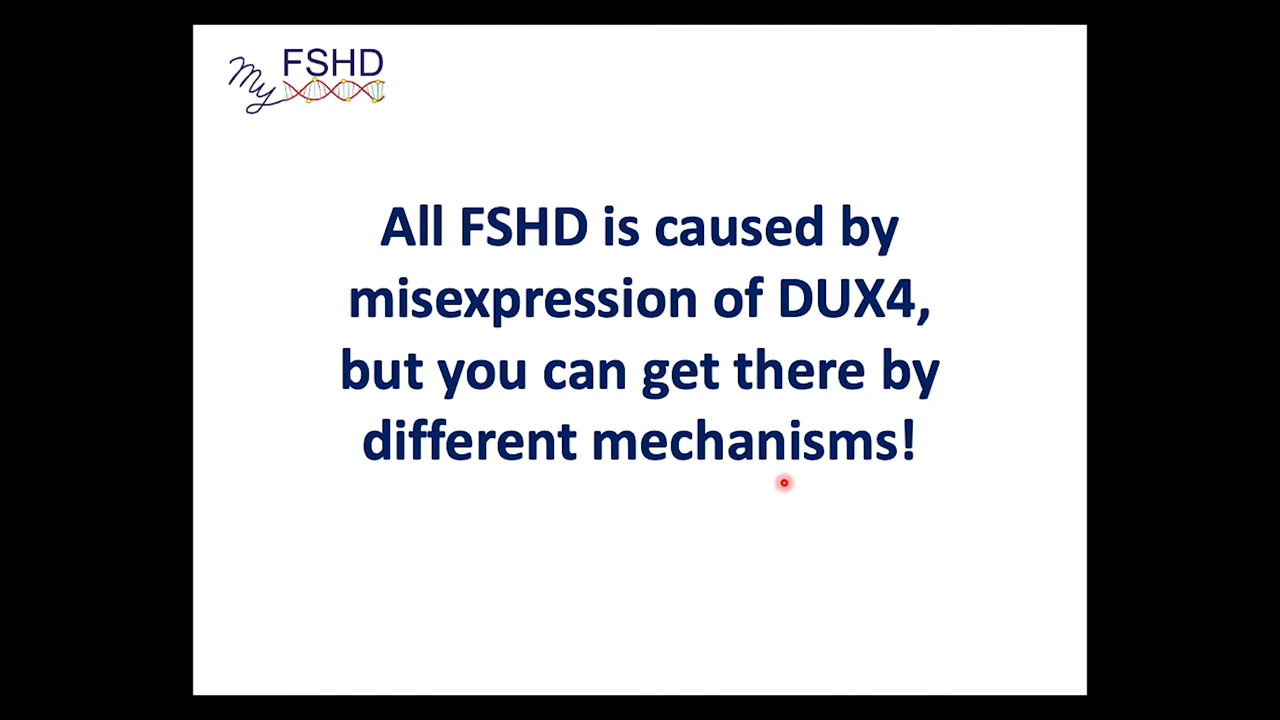 My FSHD
All FSHD is caused by
misexpression of DUX4,
but you can get there by
different mechanisms!